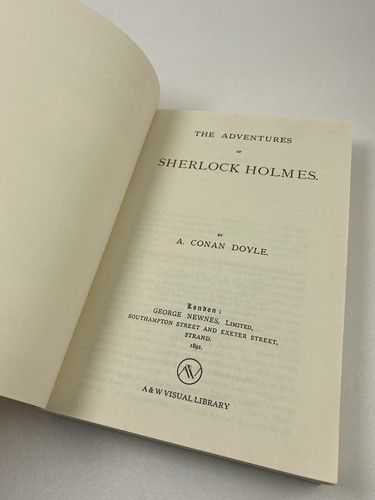 THE ADVENTURES
OF
SHERLOCK HOLMES.
BY
A. CONAN DOYLE.
London:
GEORGE NEWNES, LIMITED,
SOUTHAMPTON STREET AND EXETER STREET,
STRAND.
1892.
AW
A & W VISUAL LIBRARY